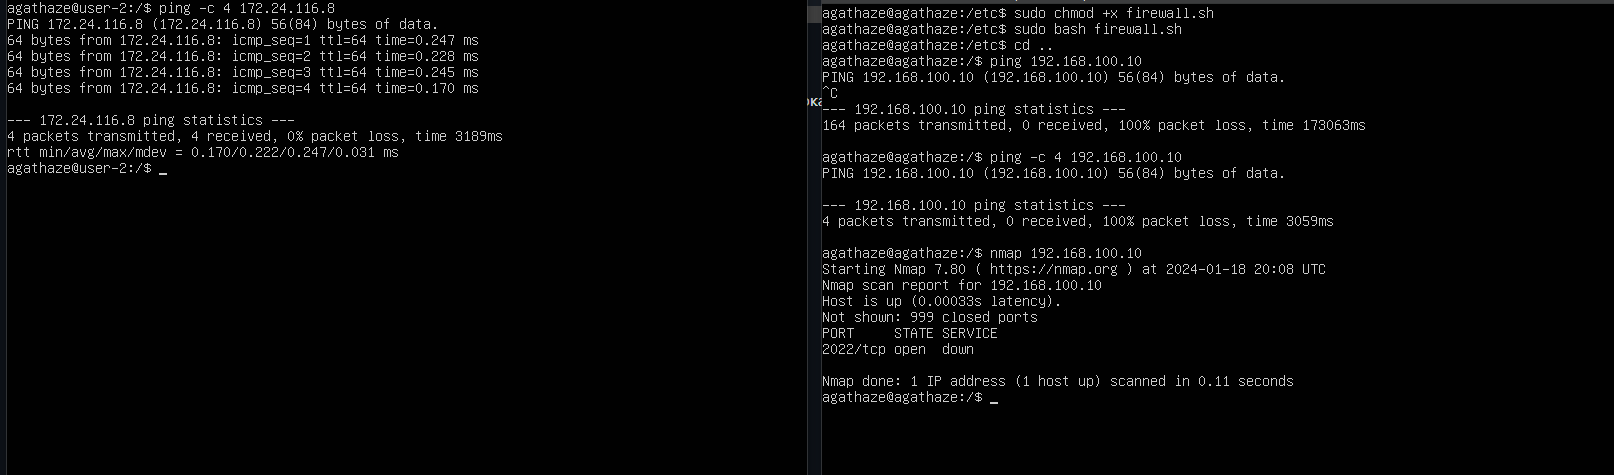 agathaze@user-2:/$ ping -c 4 172.24.116.8
PING 172.24.116.8 (172.24.116.8) 56(84) bytes of data.
64 bytes from 172.24.116.8: icmp_seq=1 ttl=64 time=0.247 ms
64 bytes from 172.24.116.8: icmp_seq=2 ttl=64 time=0.228 ms
64 bytes from 172.24.116.8: icmp_seq=3 ttl=64 time=0.245 ms
64 bytes from 172.24.116.8: icmp_seq=4 ttl=64 time=0.170 ms
--- 172.24.116.8 ping statistics ---
4 packets transmitted, 4 received, 0% packet loss, time 3189ms
rtt min/avg/max/mdev = 0.170/0.222/0.247/0.031 ms
agathaze@user-2:/$ _
agathaze@agathaze:/etc$ sudo chmod +x firewall.sh
agathaze@agathaze:/etc$ sudo bash firewall.sh
agathaze@agathaze:/etc$ cd ..
agathaze@agathaze:/$ ping 192.168.100.10
PING 192.168.100.10 (192.168.100.10) 56(84) bytes of data.
^C
--- 192.168.100.10 ping statistics ---
164 packets transmitted, 0 received, 100% packet loss, time 173063ms
agathaze@agathaze:/$ ping -c 4 192.168.100.10
PING 192.168.100.10 (192.168.100.10) 56(84) bytes of data.
--- 192.168.100.10 ping statistics ---
4 packets transmitted, 0 received, 100% packet loss, time 3059ms
agathaze@agathaze:/$ nmap 192.168.100.10
Starting Nmap 7.80 ( https://nmap.org ) at 2024-01-18 20:08 UTC
Nmap scan report for 192.168.100.10
Host is up (0.00033s latency).
Not shown: 999 closed ports
PORT     STATE SERVICE
2022/tcp open  down
Nmap done: 1 IP address (1 host up) scanned in 0.11 seconds
agathaze@agathaze:/$ _